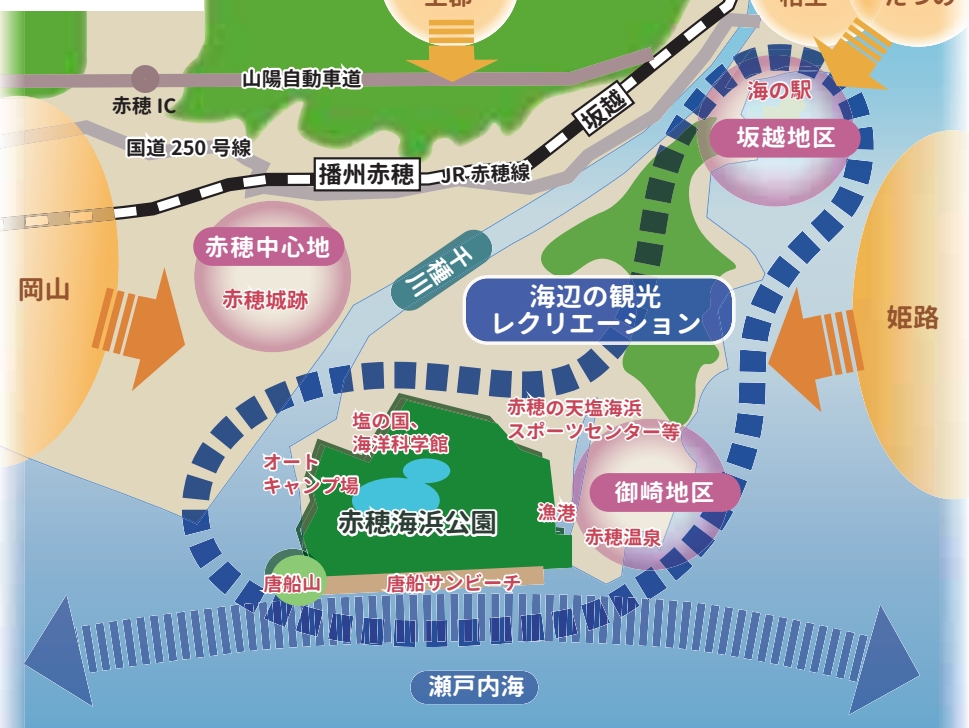 山陽自動車道
赤穂 IC
国道 250 号線
坂越
播州赤穂
JR 赤穂線
海の駅
坂越地区
赤穂中心地
赤穂城跡
千種川
岡山
姫路
海辺の観光
レクリエーション
塩の国、
海洋科学館
赤穂の天塩海浜
スポーツセンター等
オート
キャンプ場
御崎地区
漁港
赤穂海浜公園
赤穂温泉
唐船山
唐船サンビーチ
瀬戸内海